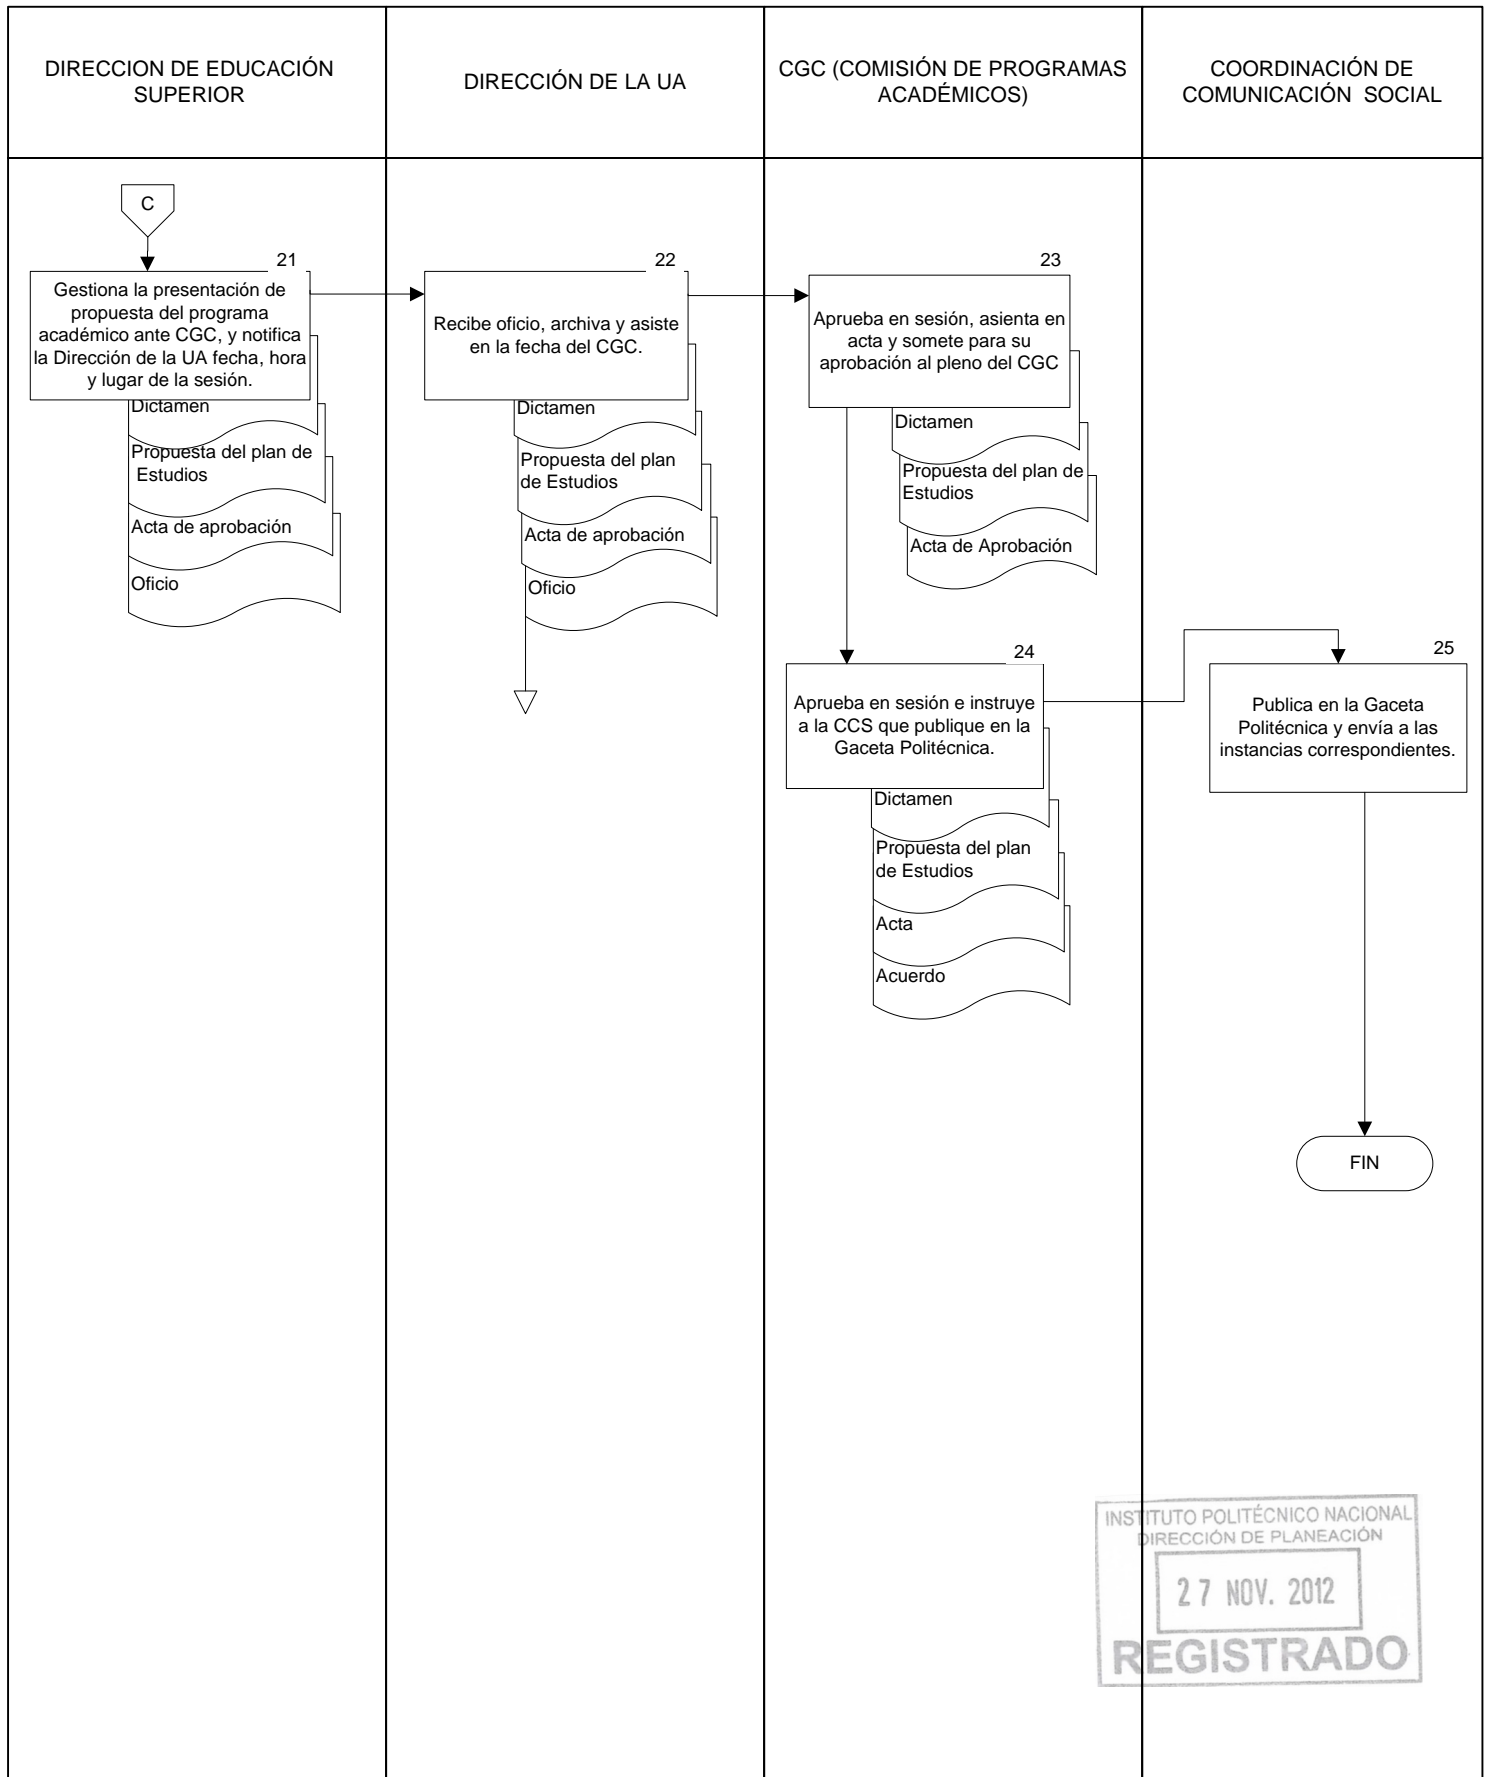 DIRECCION DE EDUCACIÓN
SUPERIOR
DIRECCIÓN DE LA UA
CGC (COMISIÓN DE PROGRAMAS
ACADÉMICOS)
COORDINACIÓN DE
COMUNICACIÓN SOCIAL
C
21
Gestiona la presentación de
propuesta del programa
académico ante CGC, y notifica
la Dirección de la UA fecha, hora
y lugar de la sesión.
Dictamen
Propuesta del plan de
Estudios
Acta de aprobación
Oficio
22
Recibe oficio, archiva y asiste
en la fecha del CGC.
Dictamen
Propuesta del plan
de Estudios
Acta de aprobación
Oficio
23
Aprueba en sesión, asienta en
acta y somete para su
aprobación al pleno del CGC
Dictamen
Propuesta del plan de
Estudios
Acta de Aprobación
24
Aprueba en sesión e instruye
a la CCS que publique en la
Gaceta Politécnica.
Dictamen
Propuesta del plan
de Estudios
Acta
Acuerdo
25
Publica en la Gaceta
Politécnica y envía a las
instancias correspondientes.
FIN
INSTITUTO POLITÉCNICO NACIONAL
DIRECCIÓN DE PLANEACIÓN
27 NOV. 2012
REGISTRADO